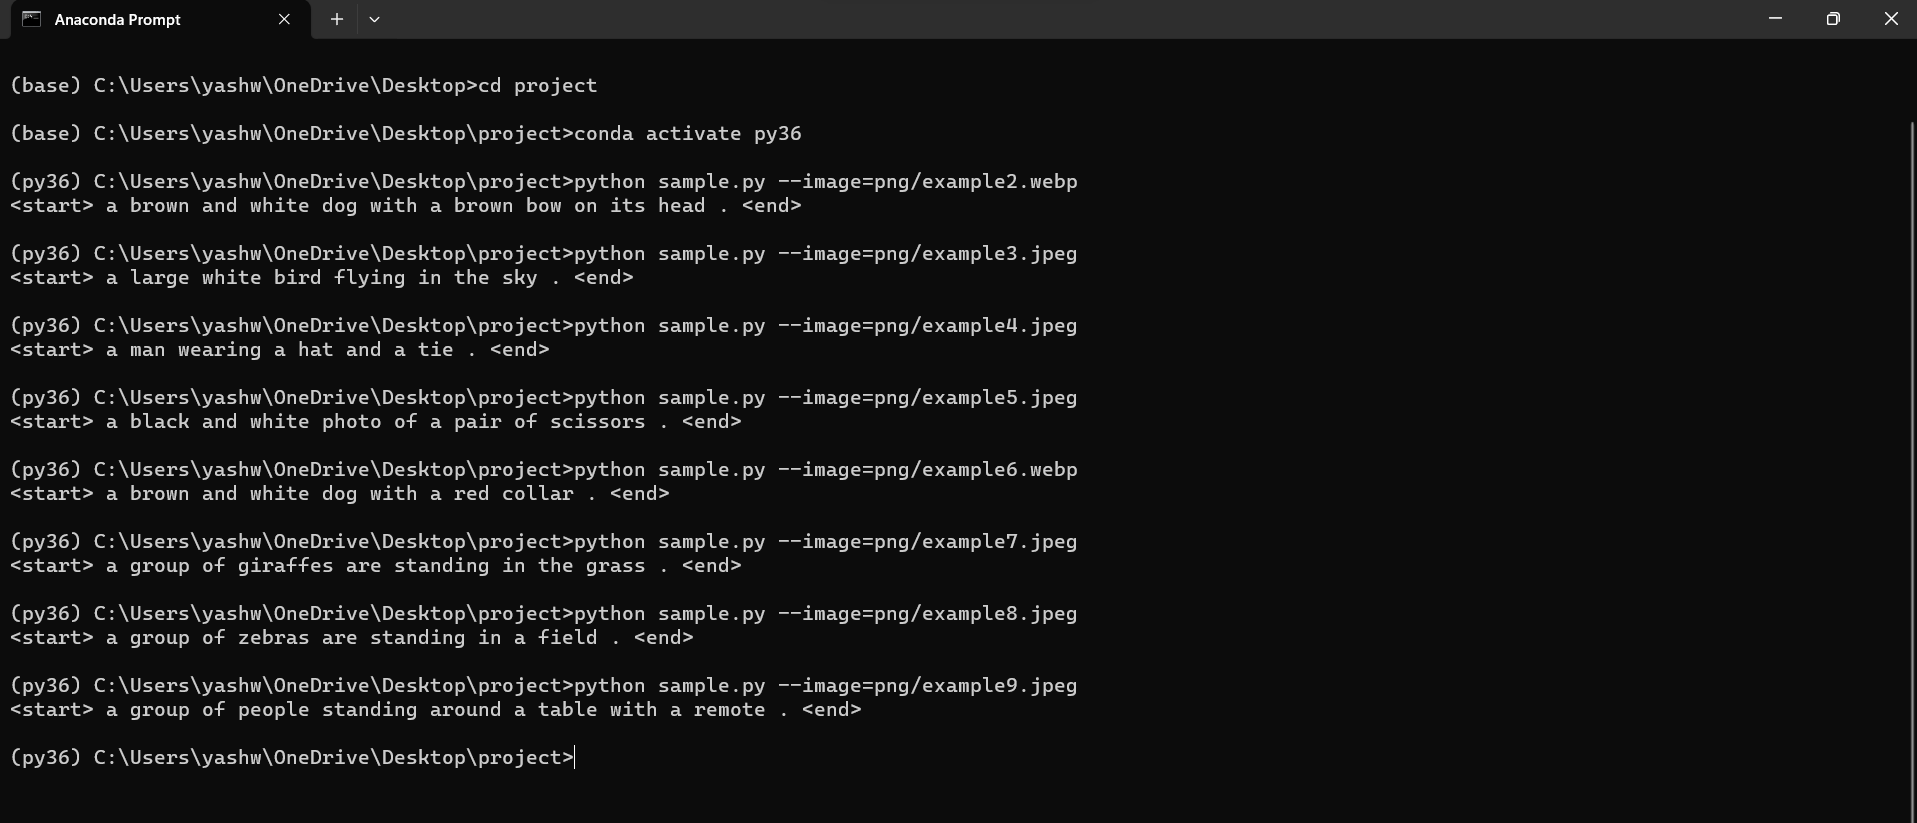 Anaconda Prompt
(base) C:\Users\yashw\OneDrive\Desktop>cd project
(base) C:\Users\yashw\OneDrive\Desktop\project>conda activate py36
(py36) C:\Users\yashw\OneDrive\Desktop\project>python sample.py --image=png/example2.webp
<start> a brown and white dog with a brown bow on its head . <end>
(py36) C:\Users\yashw\OneDrive\Desktop\project>python sample.py --image=png/example3.jpeg
<start> a large white bird flying in the sky . <end>
(py36) C:\Users\yashw\OneDrive\Desktop\project>python sample.py --image=png/example4.jpeg
<start> a man wearing a hat and a tie . <end>
(py36) C:\Users\yashw\OneDrive\Desktop\project>python sample.py --image=png/example5.jpeg
<start> a black and white photo of a pair of scissors . <end>
(py36) C:\Users\yashw\OneDrive\Desktop\project>python sample.py --image=png/example6.webp
<start> a brown and white dog with a red collar . <end>
(py36) C:\Users\yashw\OneDrive\Desktop\project>python sample.py --image=png/example7.jpeg
<start> a group of giraffes are standing in the grass . <end>
(py36) C:\Users\yashw\OneDrive\Desktop\project>python sample.py --image=png/example8.jpeg
<start> a group of zebras are standing in a field . <end>
(py36) C:\Users\yashw\OneDrive\Desktop\project>python sample.py --image=png/example9.jpeg
<start> a group of people standing around a table with a remote . <end>
(py36) C:\Users\yashw\OneDrive\Desktop\project>